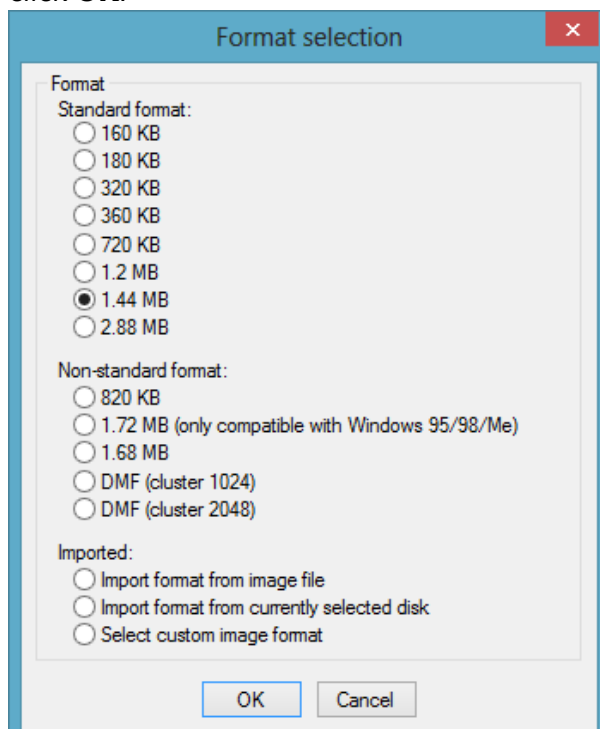 click OK.
Format selection
Format
Standard format:
160 KB
180 KB
320 KB
360 KB
720 KB
1.2 MB
1.44 MB
2.88 MB
Non-standard format:
820 KB
1.72 MB (only compatible with Windows 95/98/Me)
1.68 MB
DMF (cluster 1024)
DMF (cluster 2048)
Imported:
Import format from image file
Import format from currently selected disk
Select custom image format
OK Cancel